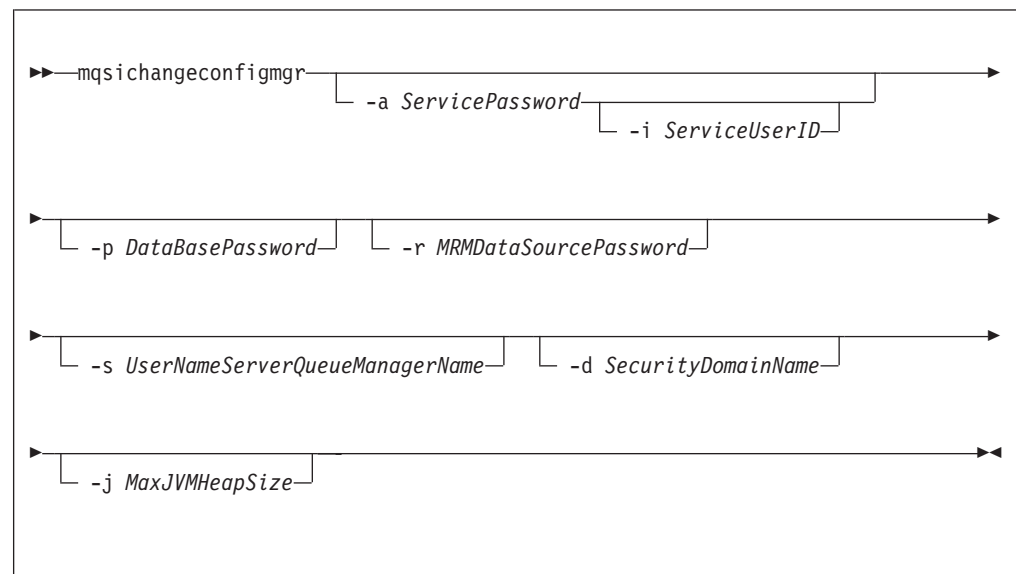 mqsichangeconfigmgr
-a ServicePassword
-i ServiceUserID
-p DataBasePassword
-r MRMDataSourcePassword
-s UserNameServerQueueManagerName
-d SecurityDomainName
-j MaxJVMHeapSize